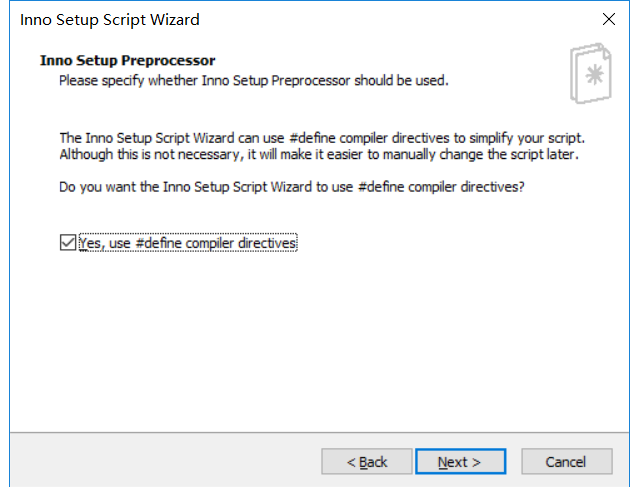 Inno Setup Script Wizard
Inno Setup Preprocessor
Please specify whether Inno Setup Preprocessor should be used.
The Inno Setup Script Wizard can use #define compiler directives to simplify your script.
Although this is not necessary, it will make it easier to manually change the script later.
Do you want the Inno Setup Script Wizard to use #define compiler directives?
Yes, use #define compiler directives
< Back Next > Cancel